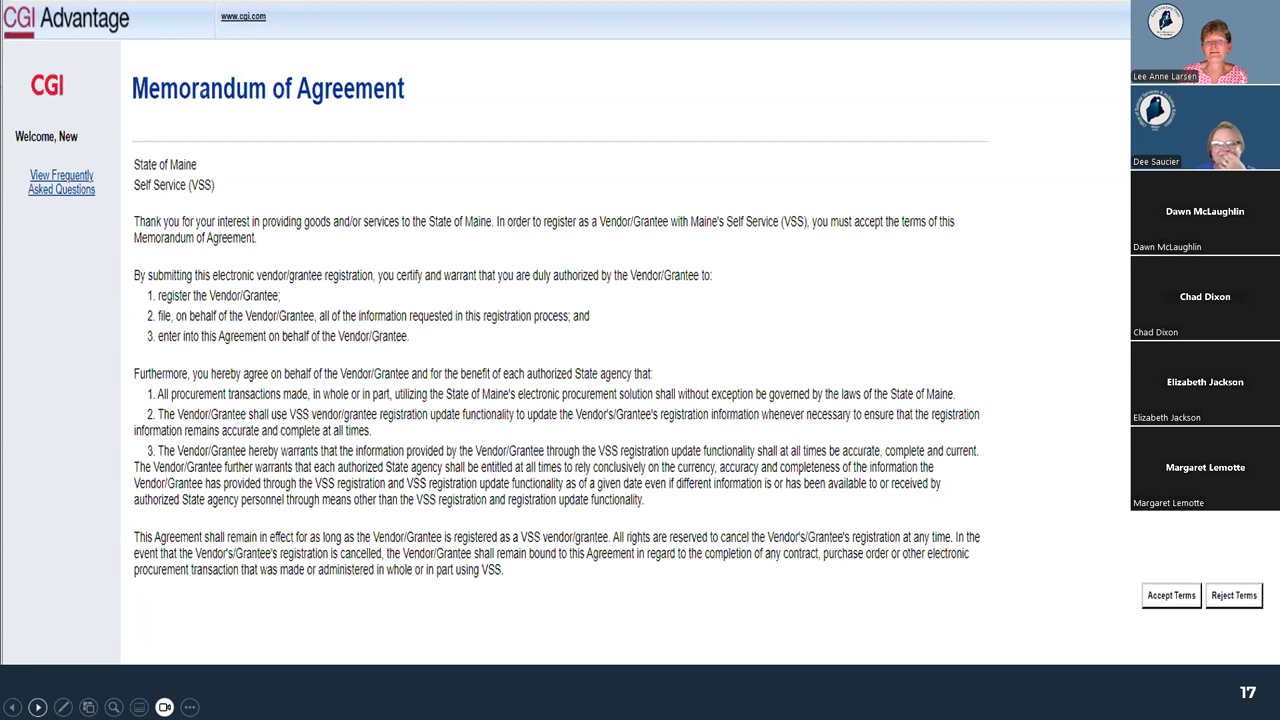 CGI Advantage
www.cgi.com
CGI
Welcome, New
View Frequently
Asked Questions
Memorandum of Agreement
State of Maine
Self Service (VSS)
Thank you for your interest in providing goods and/or services to the State of Maine. In order to register as a Vendor/Grantee with Maine's Self Service (VSS), you must accept the terms of this
Memorandum of Agreement.
By submitting this electronic vendor/grantee registration, you certify and warrant that you are duly authorized by the Vendor/Grantee to:
1. register the Vendor/Grantee;
2. file, on behalf of the Vendor/Grantee, all of the information requested in this registration process; and
3. enter into this Agreement on behalf of the Vendor/Grantee.
Furthermore, you hereby agree on behalf of the Vendor/Grantee and for the benefit of each authorized State agency that:
1. All procurement transactions made, in whole or in part, utilizing the State of Maine's electronic procurement solution shall without exception be governed by the laws of the State of Maine.
2. The Vendor/Grantee shall use VSS vendor/grantee registration update functionality to update the Vendor's/Grantee's registration information whenever necessary to ensure that the registration
information remains accurate and complete at all times.
3. The Vendor/Grantee hereby warrants that the information provided by the Vendor/Grantee through the VSS registration update functionality shall at all times be accurate, complete and current.
The Vendor/Grantee further warrants that each authorized State agency shall be entitled at all times to rely conclusively on the currency, accuracy and completeness of the information the
Vendor/Grantee has provided through the VSS registration and VSS registration update functionality as of a given date even if different information is or has been available to or received by
authorized State agency personnel through means other than the VSS registration and registration update functionality.
This Agreement shall remain in effect for as long as the Vendor/Grantee is registered as a VSS vendor/grantee. All rights are reserved to cancel the Vendor's/Grantee's registration at any time. In the
event that the Vendor's/Grantee's registration is cancelled, the Vendor/Grantee shall remain bound to this Agreement in regard to the completion of any contract, purchase order or other electronic
procurement transaction that was made or administered in whole or in part using VSS.
Accept Terms Reject Terms
17
Lee Anne Larsen
Dee Saucier
Dawn McLaughlin
Dawn McLaughlin
Chad Dixon
Chad Dixon
Elizabeth Jackson
Elizabeth Jackson
Margaret Lemotte
Margaret Lemotte